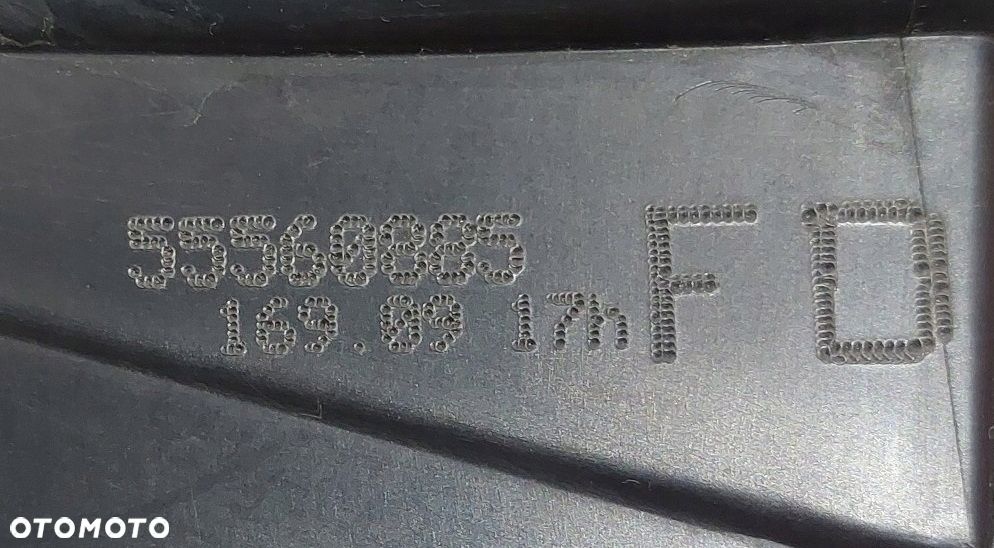 55560885
169.09 17h
FD
OTOMOTO